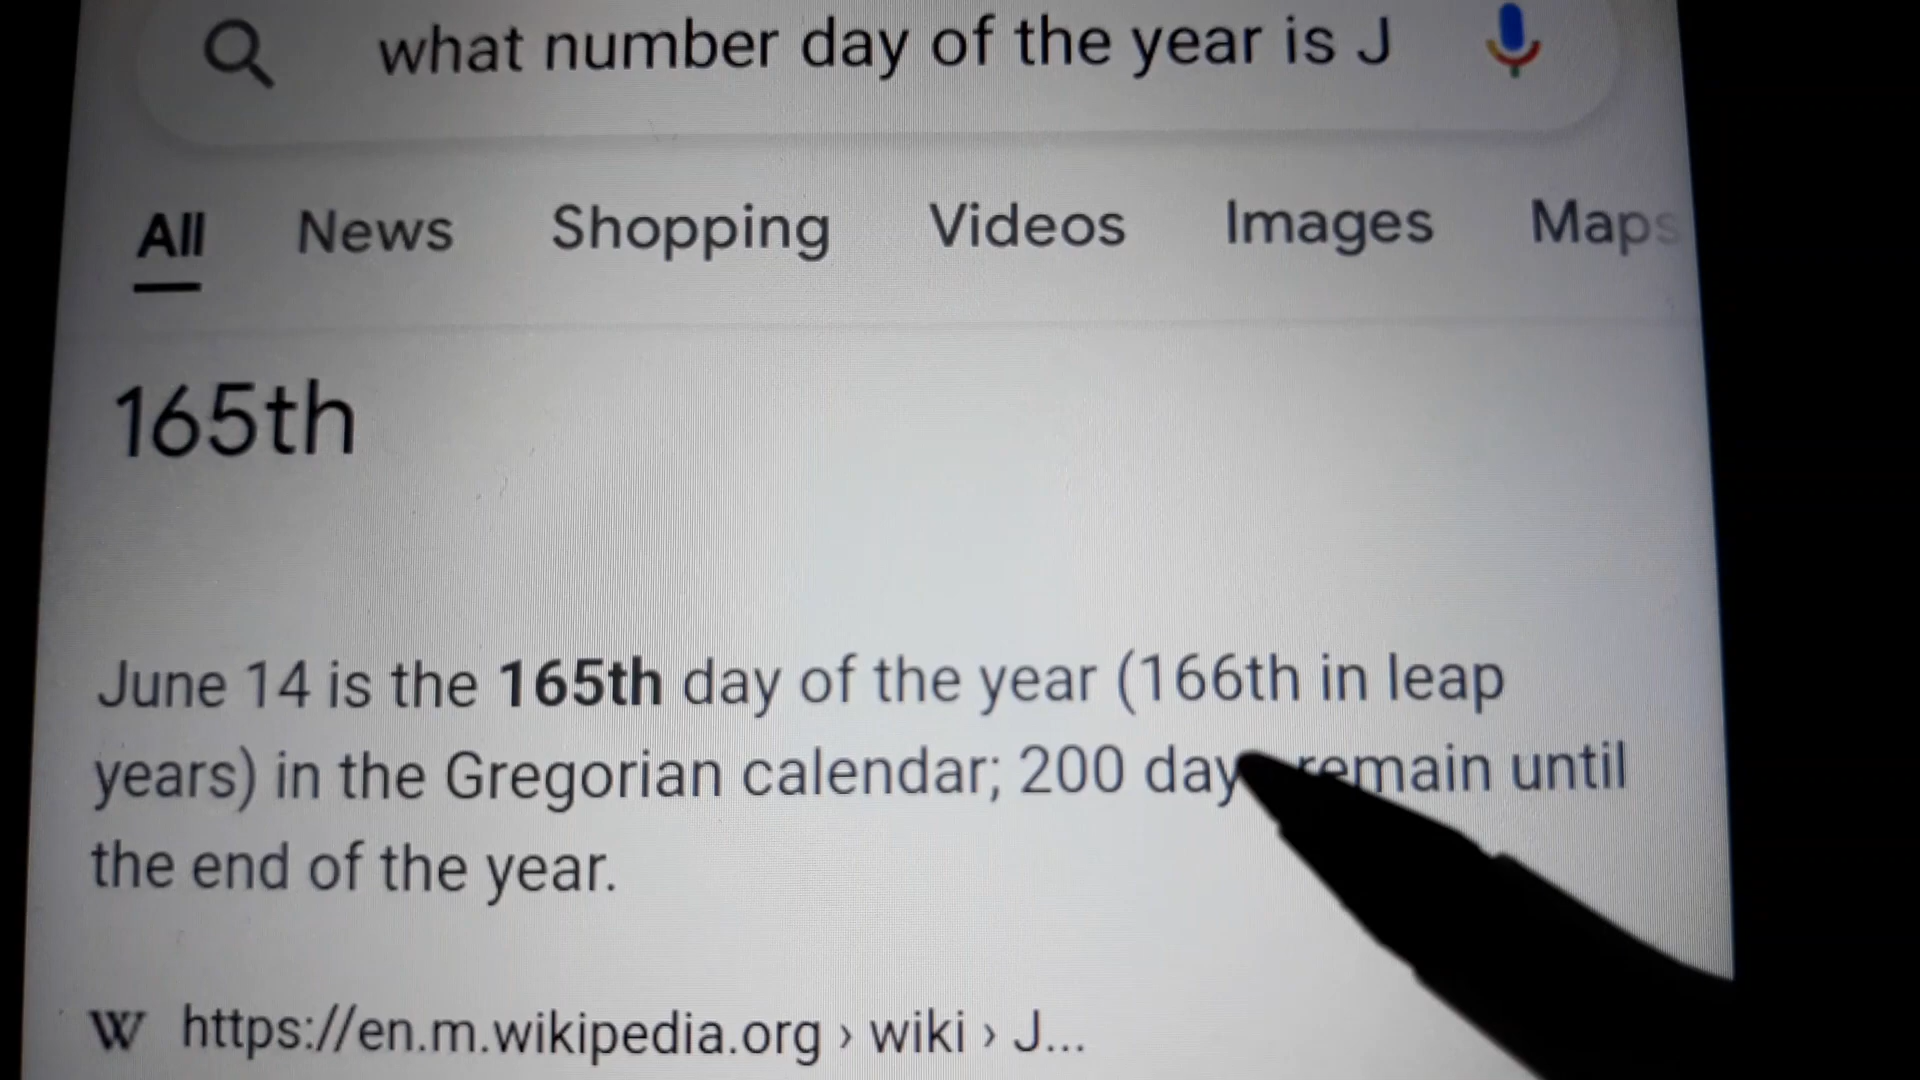 what number day of the year is J
All News Shopping Videos Images Maps
165th
June 14 is the 165th day of the year (166th in leap
years) in the Gregorian calendar; 200 day remain until
the end of the year.
W https://en.m.wikipedia.org › wiki › J...